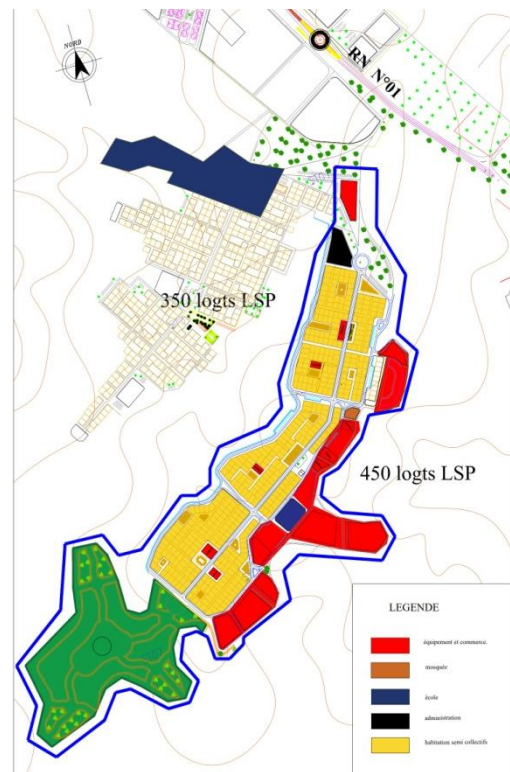 NORD
RN N°01
350 logts LSP
450 logts LSP
LEGENDE
équipement et commerce.
mosquée
école
administration
habitation semi collectifs